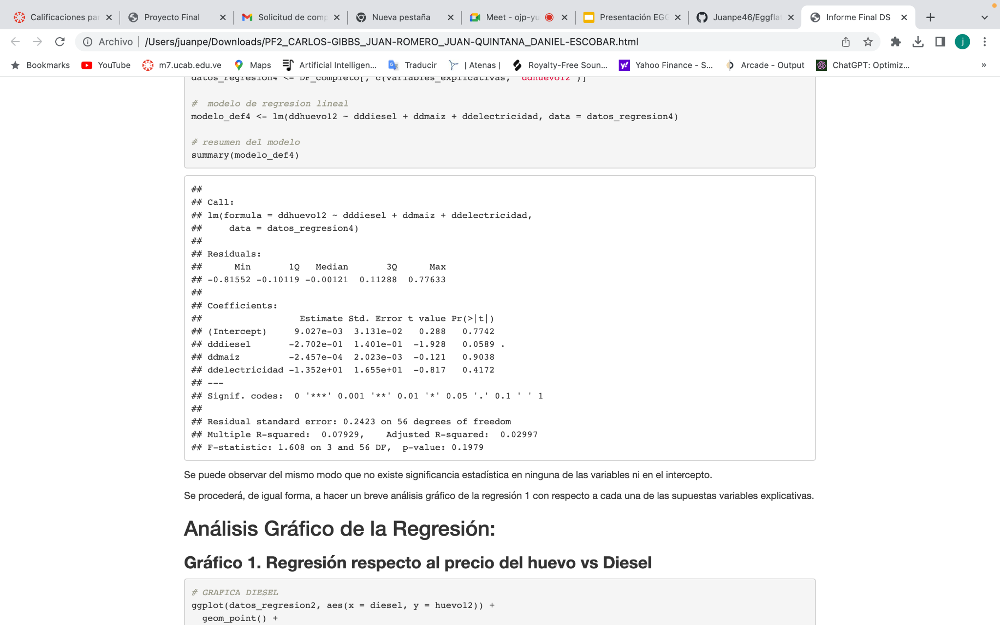 Calificaciones par
Proyecto Final
Solicitud de comp
Nueva pestaña
Meet - ojp-yu
Presentación EGG
Juanpe46/Eggflat
Informe Final DS
Archivo
/Users/juanpe/Downloads/PF2_CARLOS-GIBBS_JUAN-ROMERO_JUAN-QUINTANA_DANIEL-ESCOBAR.html
j
Bookmarks
YouTube
m7.ucab.edu.ve
Maps
Artificial Intelligen...
Traducir
| Atenas |
Royalty-Free Soun...
Yahoo Finance - S...
Arcade - Output
ChatGPT: Optimiz...
»
datos_regresion4 <- DF_completo[, c(variables_explicativas, "ddhuevo12")]
#  modelo de regresion lineal
modelo_def4 <- lm(ddhuevo12 ~ dddiesel + ddmaiz + ddelectricidad, data = datos_regresion4)
# resumen del modelo
summary(modelo_def4)
##
## Call:
## lm(formula = ddhuevo12 ~ dddiesel + ddmaiz + ddelectricidad,
##     data = datos_regresion4)
##
## Residuals:
##      Min       1Q   Median       3Q      Max
## -0.81552 -0.10119 -0.00121  0.11288  0.77633
##
## Coefficients:
##                  Estimate Std. Error t value Pr(>|t|)
## (Intercept)     9.027e-03  3.131e-02   0.288   0.7742
## dddiesel       -2.702e-01  1.401e-01  -1.928   0.0589 .
## ddmaiz         -2.457e-04  2.023e-03  -0.121   0.9038
## ddelectricidad -1.352e+01  1.655e+01  -0.817   0.4172
## ---
## Signif. codes:  0 '***' 0.001 '**' 0.01 '*' 0.05 '.' 0.1 ' ' 1
##
## Residual standard error: 0.2423 on 56 degrees of freedom
## Multiple R-squared:  0.07929,    Adjusted R-squared:  0.02997
## F-statistic: 1.608 on 3 and 56 DF,  p-value: 0.1979
Se puede observar del mismo modo que no existe significancia estadística en ninguna de las variables ni en el intercepto.
Se procederá, de igual forma, a hacer un breve análisis gráfico de la regresión 1 con respecto a cada una de las supuestas variables explicativas.
Análisis Gráfico de la Regresión:
Gráfico 1. Regresión respecto al precio del huevo vs Diesel
# GRAFICA DIESEL
ggplot(datos_regresion2, aes(x = diesel, y = huevo12)) +
  geom_point() +